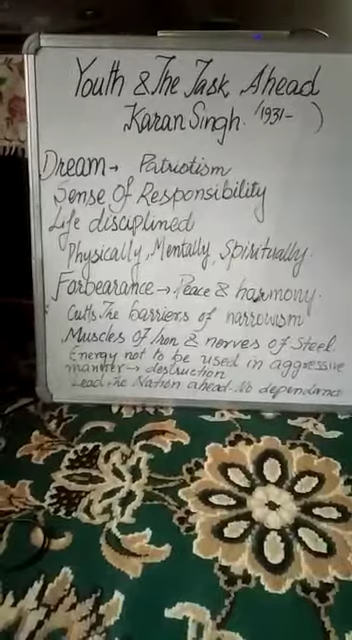 Youth & The Task Ahead
Karan Singh. (1931- )
Dream → Patriotism
Sense Of Responsibility
Life disciplined
Physically, Mentally, Spiritually.
Forbearance → Peace & harmony.
Cutts The barriers of narrowism
Muscles Of Iron & nerves of Steel.
Energy not to be used in aggressive
manner → destruction
Lead The Nation ahead. No dependance